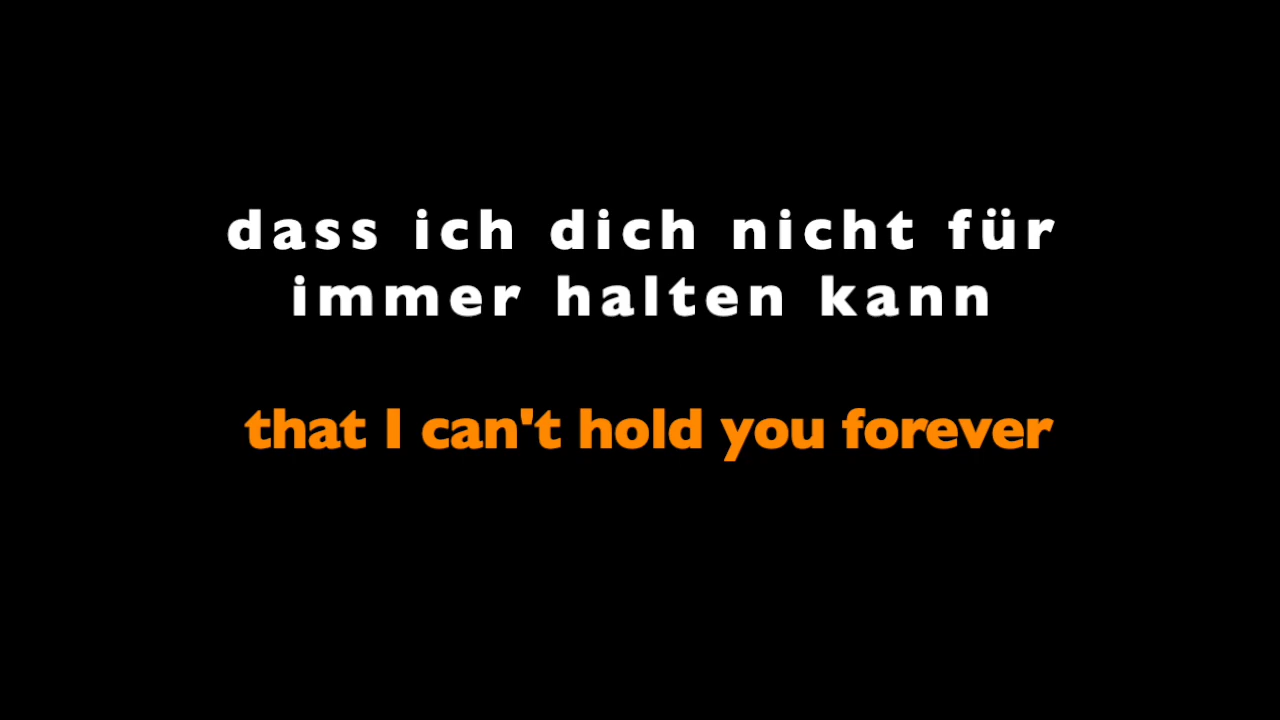 dass ich dich nicht für
immer halten kann
that I can't hold you forever